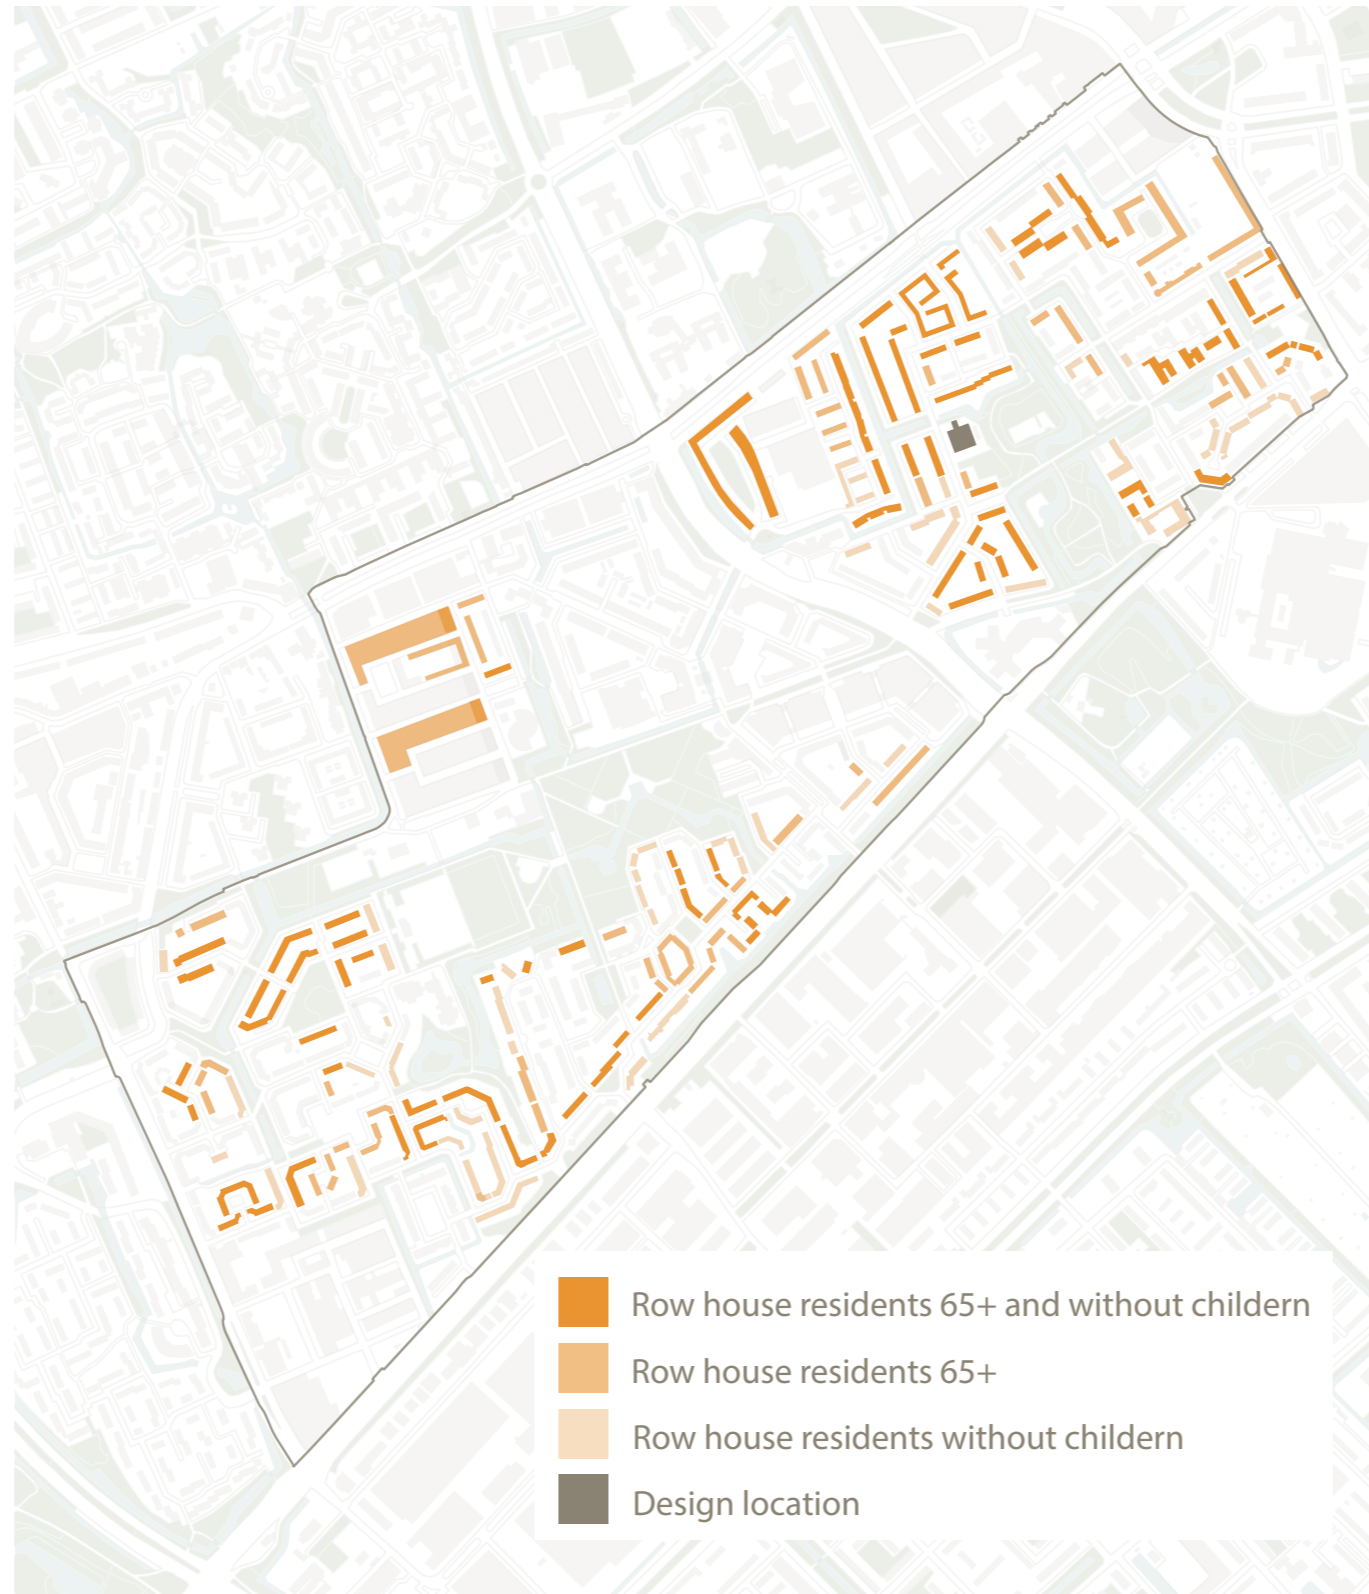 Row house residents 65+ and without childern
Row house residents 65+
Row house residents without childern
Design location